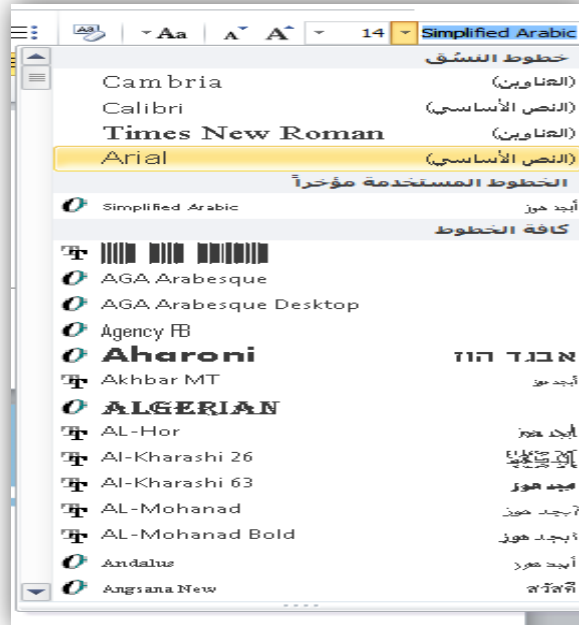 Simplified Arabic 14 Aa A A
خطوط النسُق
Cambria (العناوين)
Calibri (النص الأساسي)
Times New Roman (العناوين)
Arial (النص الأساسي)
الخطوط المستخدمة مؤخراً
Simplified Arabic أبجد هوز
كافة الخطوط
AGA Arabesque
AGA Arabesque Desktop
Agency FB
Aharoni אבגד הוז
Akhbar MT أبجد هوز
ALGERIAN
AL-Hor أبجد هوز
Al-Kharashi 26
Al-Kharashi 63 أبجد هوز
AL-Mohanad أبجد هوز
AL-Mohanad Bold أبجد هوز
Andalus أبجد هوز
Angsana New สวัสดี